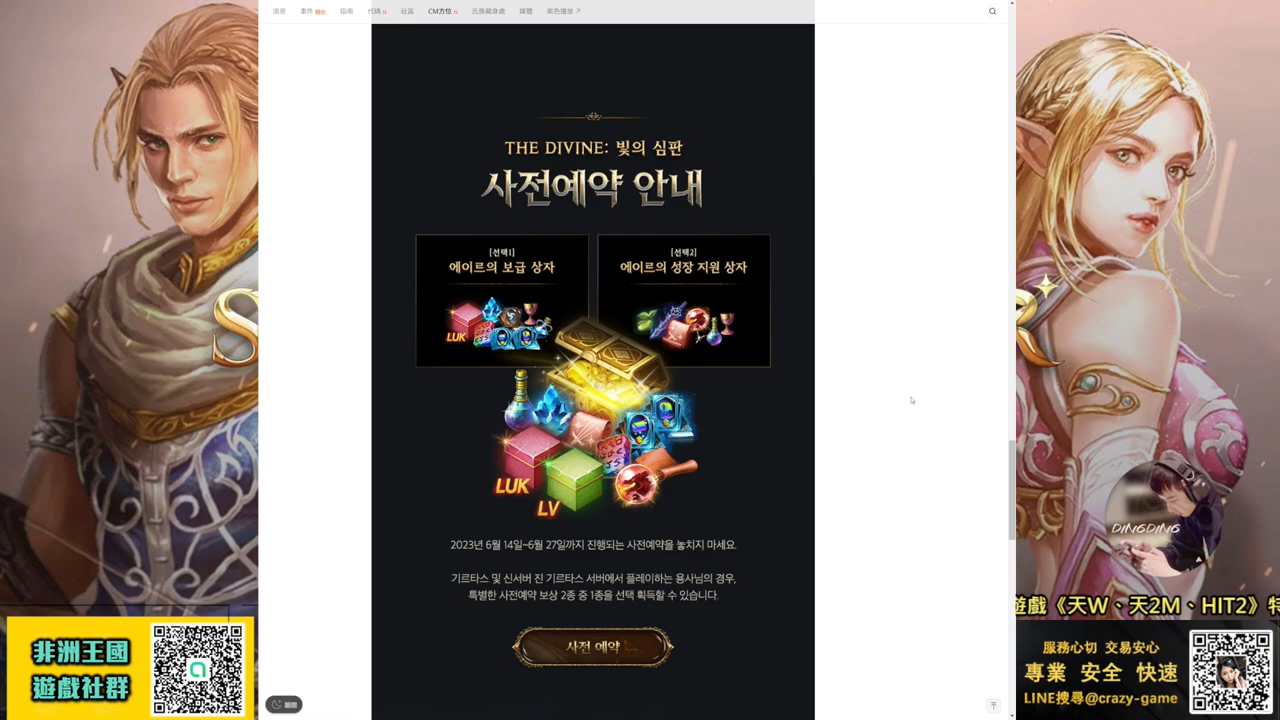 消息 事件 指南 代碼 N 社區 CM方位 N 氏族藏身處 媒體 紫色播放
THE DIVINE: 빛의 심판
사전예약 안내
[선택1]
에이르의 보급 상자
[선택2]
에이르의 성장 지원 상자
LUK
LUK
LV
2023년 6월 14일~6월 27일까지 진행되는 사전예약을 놓치지 마세요.
기르타스 및 신서버 진 기르타스 서버에서 플레이하는 용사님의 경우,
특별한 사전예약 보상 2종 중 1종을 선택 획득할 수 있습니다.
사전 예약
非洲王國
遊戲社群
DINGDING
遊戲《天W、天2M、HIT2》特
服務心切 交易安心
專業 安全 快速
LINE搜尋@crazy-game